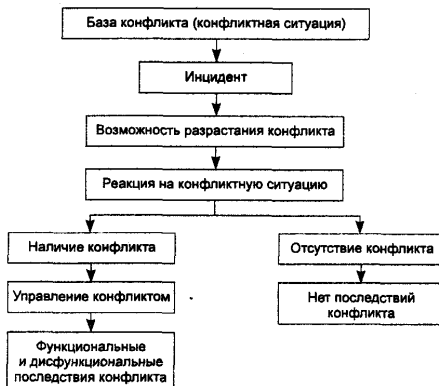 База конфликта (конфликтная ситуация)
Инцидент
Возможность разрастания конфликта
Реакция на конфликтную ситуацию
Наличие конфликта
Отсутствие конфликта
Управление конфликтом
Нет последствий
конфликта
Функциональные
и дисфункциональные
последствия конфликта